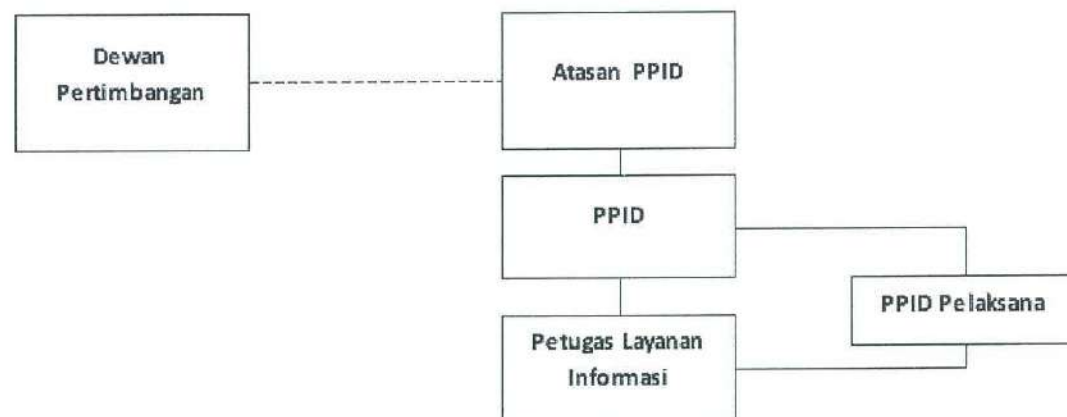 Dewan
Pertimbangan
Atasan PPID
PPID
PPID Pelaksana
Petugas Layanan
Informasi